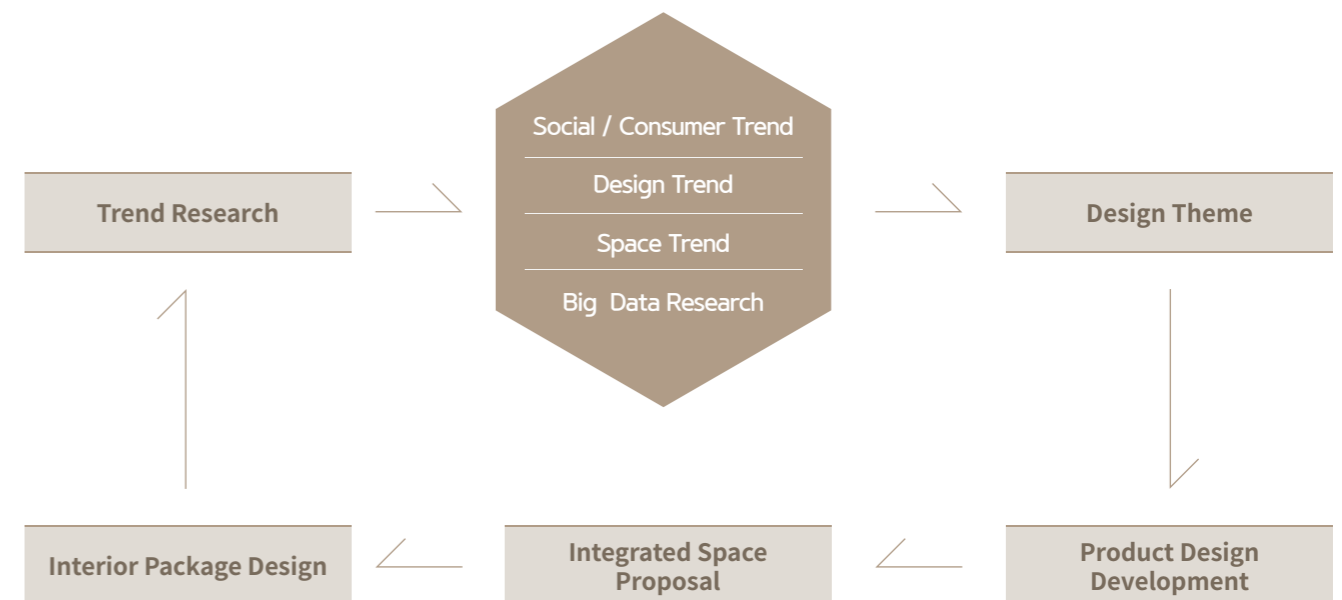 Social / Consumer Trend
Design Trend
Trend Research
Design Theme
Space Trend
Big Data Research
Interior Package Design
Integrated Space
Proposal
Product Design
Development